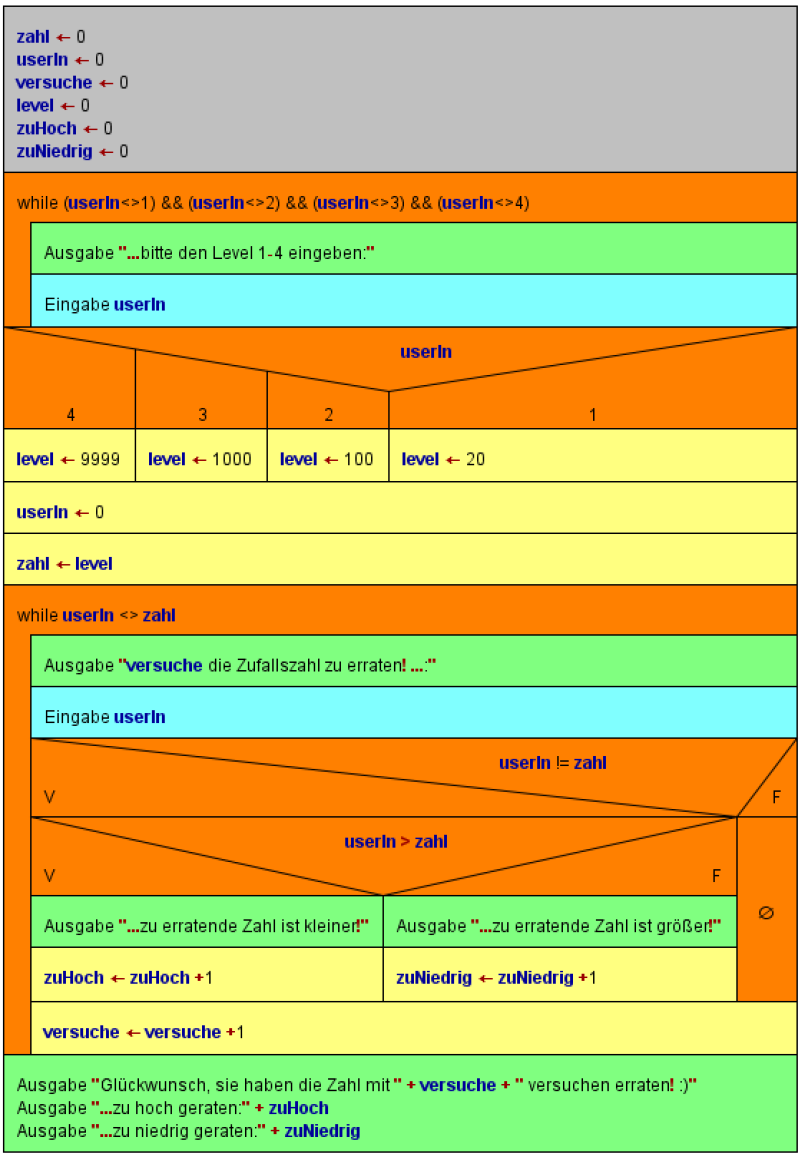 zahl ← 0
userIn ← 0
versuche ← 0
level ← 0
zuHoch ← 0
zuNiedrig ← 0
while (userIn<>1) && (userIn<>2) && (userIn<>3) && (userIn<>4)
Ausgabe "...bitte den Level 1-4 eingeben:"
Eingabe userIn
userIn
4 3 2 1
level ← 9999 level ← 1000 level ← 100 level ← 20
userIn ← 0
zahl ← level
while userIn <> zahl
Ausgabe "versuche die Zufallszahl zu erraten! ...:"
Eingabe userIn
userIn != zahl
V F
userIn > zahl
V F
Ausgabe "...zu erratende Zahl ist kleiner!" Ausgabe "...zu erratende Zahl ist größer!" ∅
zuHoch ← zuHoch +1 zuNiedrig ← zuNiedrig +1
versuche ← versuche +1
Ausgabe "Glückwunsch, sie haben die Zahl mit " + versuche + " versuchen erraten! :)"
Ausgabe "...zu hoch geraten:" + zuHoch
Ausgabe "...zu niedrig geraten:" + zuNiedrig